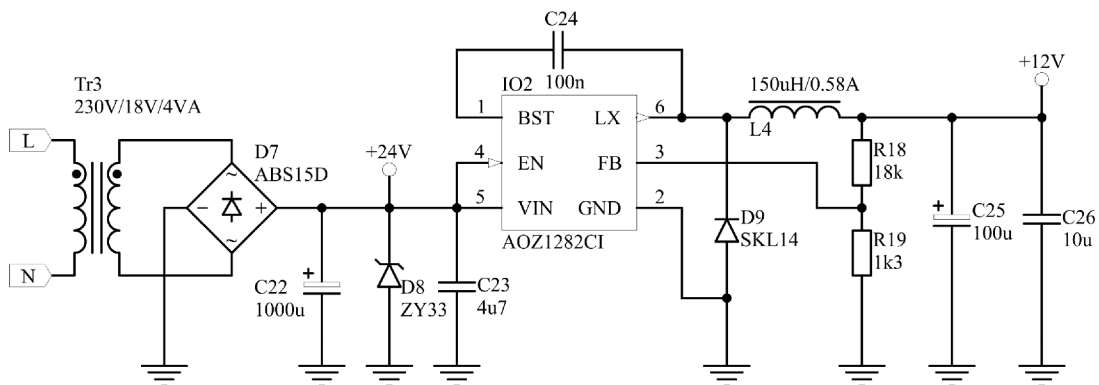 C24
100n
Tr3
230V/18V/4VA
L
N
D7
ABS15D
~
− +
~
+24V
IO2
1 BST LX 6
4 EN FB 3
5 VIN GND 2
AOZ1282CI
150uH/0.58A
L4
+12V
R18
18k
R19
1k3
D9
SKL14
+
C25
100u
C26
10u
+
C22
1000u
D8
ZY33
C23
4u7